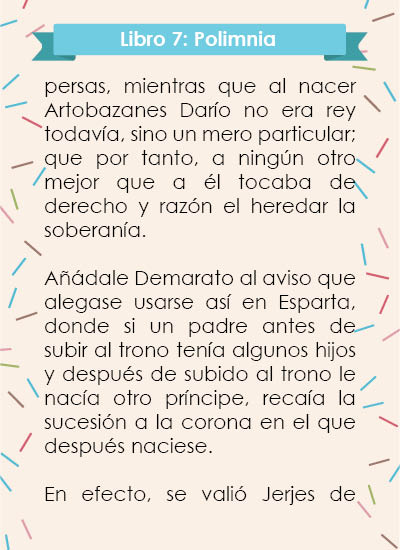 Libro 7: Polimnia
persas, mientras que al nacer
Artobazanes Darío no era rey
todavía, sino un mero particular;
que por tanto, a ningún otro
mejor que a él tocaba de
derecho y razón el heredar la
soberanía.
Añádale Demarato al aviso que
alegase usarse así en Esparta,
donde si un padre antes de
subir al trono tenía algunos hijos
y después de subido al trono le
nacía otro príncipe, recaía la
sucesión a la corona en el que
después naciese.
En efecto, se valió Jerjes de